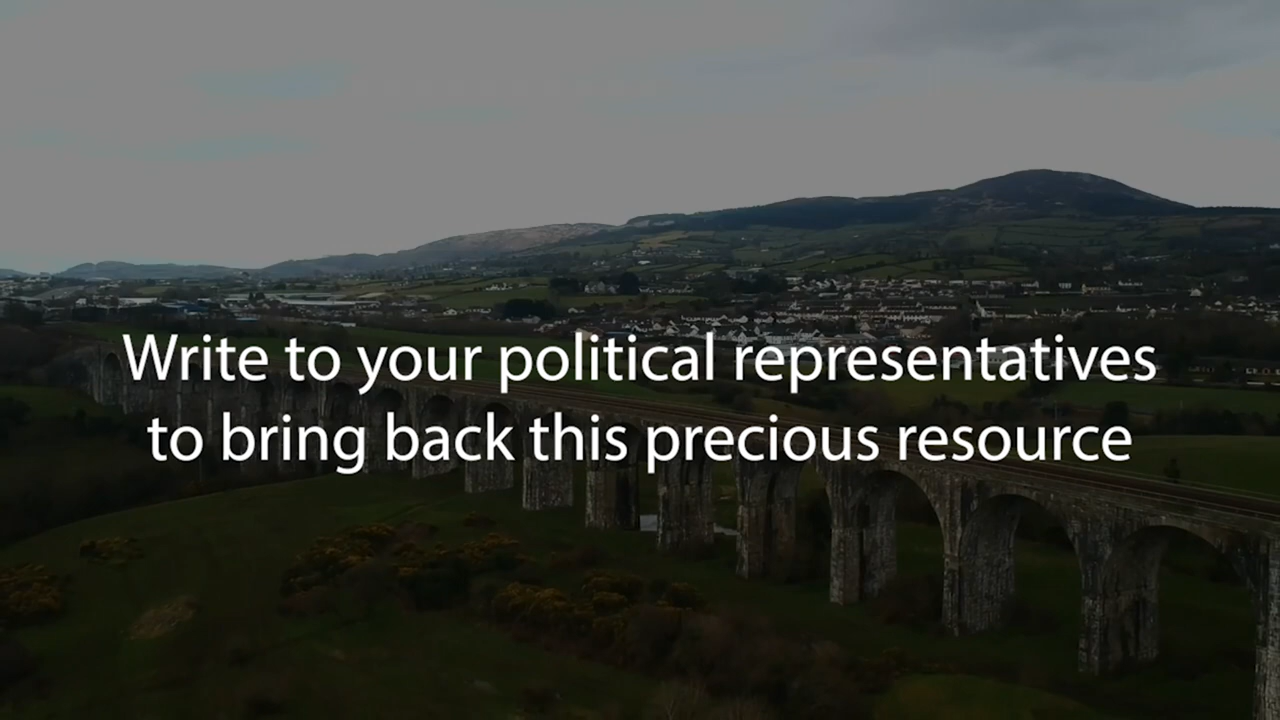 Write to your political representatives
to bring back this precious resource